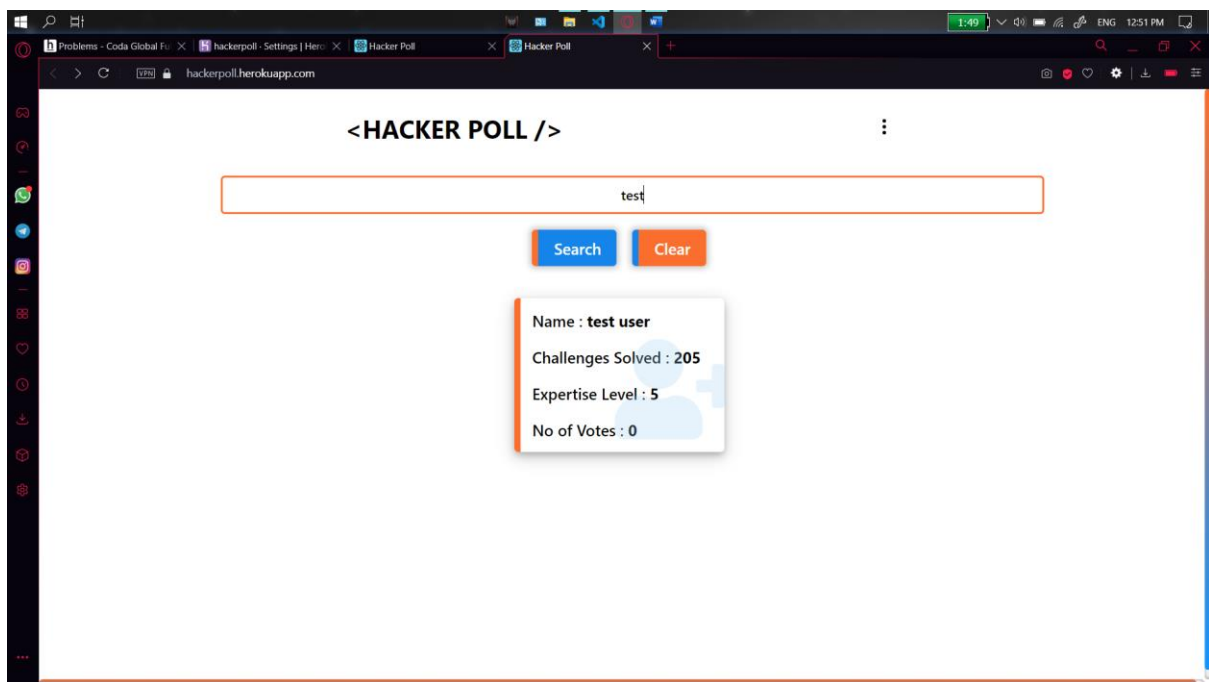 1:49 ENG 12:51 PM
Problems - Coda Global Fu hackerpoll · Settings | Hero Hacker Poll Hacker Poll
VPN hackerpoll.herokuapp.com
<HACKER POLL />
test
Search Clear
Name : test user
Challenges Solved : 205
Expertise Level : 5
No of Votes : 0